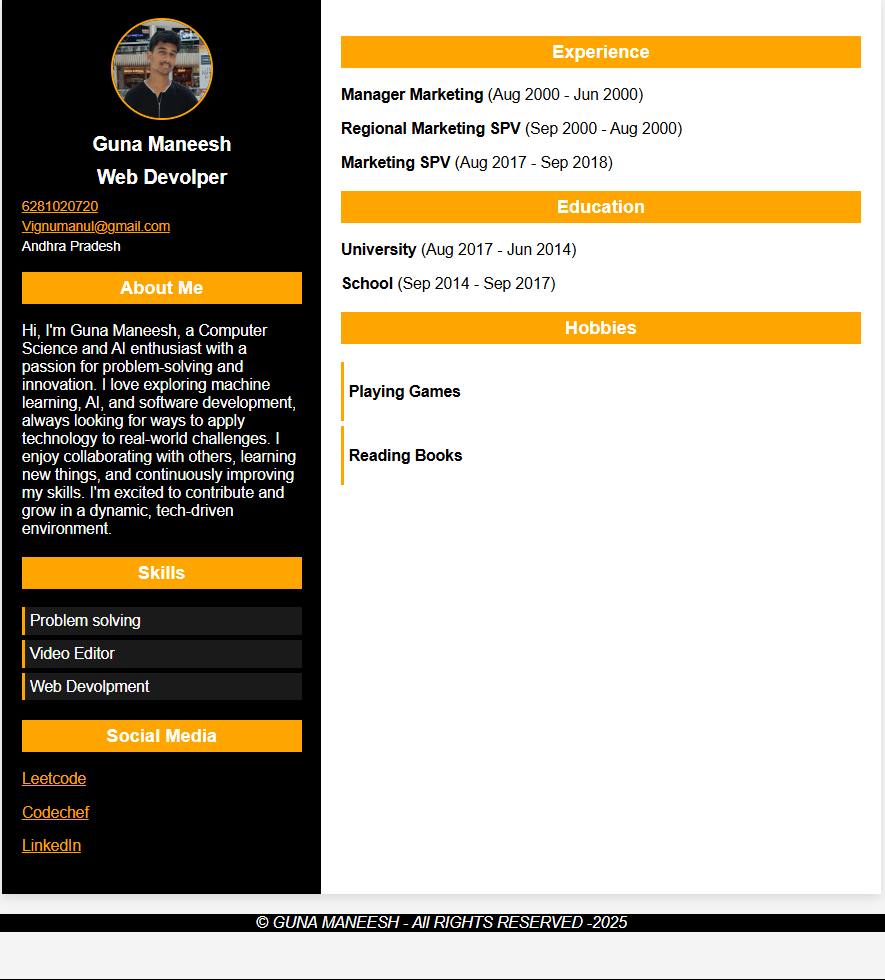 Guna Maneesh
Web Devolper
6281020720
Vignumanul@gmail.com
Andhra Pradesh
About Me
Hi, I'm Guna Maneesh, a Computer
Science and AI enthusiast with a
passion for problem-solving and
innovation. I love exploring machine
learning, AI, and software development,
always looking for ways to apply
technology to real-world challenges. I
enjoy collaborating with others, learning
new things, and continuously improving
my skills. I'm excited to contribute and
grow in a dynamic, tech-driven
environment.
Skills
Problem solving
Video Editor
Web Devolpment
Social Media
Leetcode
Codechef
LinkedIn
Experience
Manager Marketing (Aug 2000 - Jun 2000)
Regional Marketing SPV (Sep 2000 - Aug 2000)
Marketing SPV (Aug 2017 - Sep 2018)
Education
University (Aug 2017 - Jun 2014)
School (Sep 2014 - Sep 2017)
Hobbies
Playing Games
Reading Books
© GUNA MANEESH - All RIGHTS RESERVED -2025